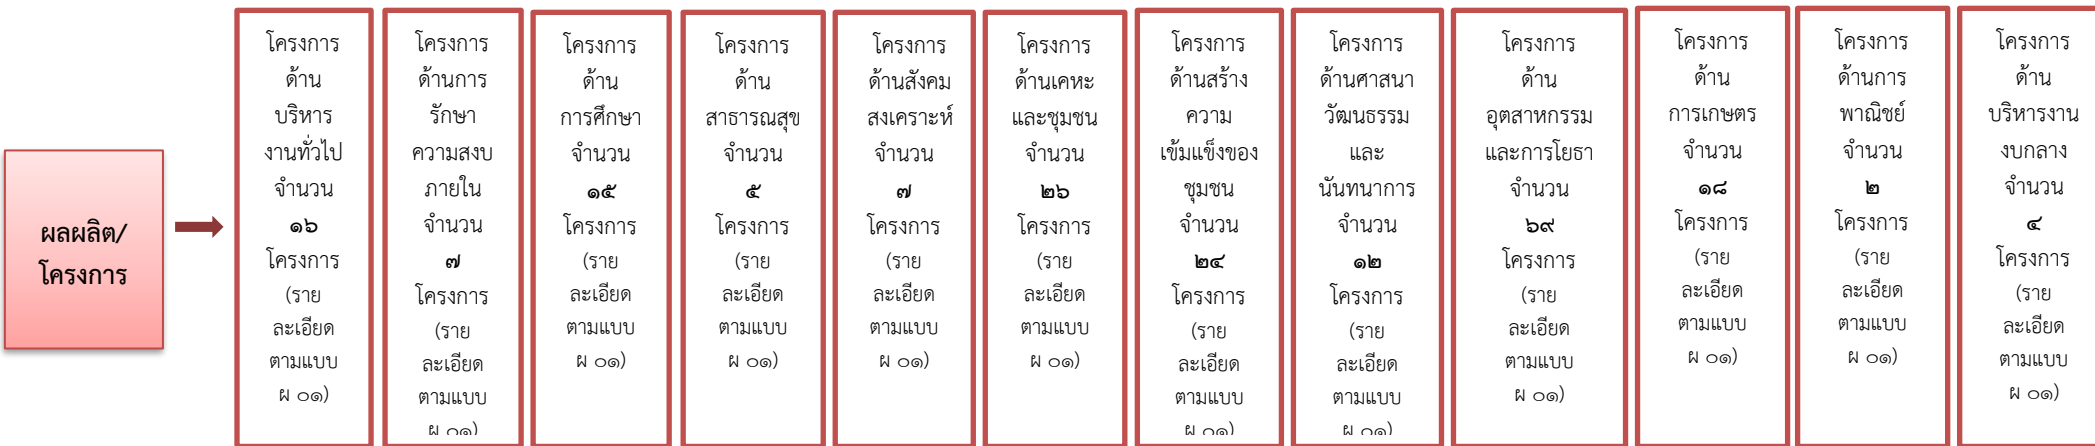 ผลผลิต/
โครงการ
โครงการ
ด้าน
บริหาร
งานทั่วไป
จำนวน
๑๖
โครงการ
(ราย
ละเอียด
ตามแบบ
ผ ๐๑)
โครงการ
ด้านการ
รักษา
ความสงบ
ภายใน
จำนวน
๗
โครงการ
(ราย
ละเอียด
ตามแบบ
ผ ๐๑)
โครงการ
ด้าน
การศึกษา
จำนวน
๑๕
โครงการ
(ราย
ละเอียด
ตามแบบ
ผ ๐๑)
โครงการ
ด้าน
สาธารณสุข
จำนวน
๕
โครงการ
(ราย
ละเอียด
ตามแบบ
ผ ๐๑)
โครงการ
ด้านสังคม
สงเคราะห์
จำนวน
๗
โครงการ
(ราย
ละเอียด
ตามแบบ
ผ ๐๑)
โครงการ
ด้านเคหะ
และชุมชน
จำนวน
๒๖
โครงการ
(ราย
ละเอียด
ตามแบบ
ผ ๐๑)
โครงการ
ด้านสร้าง
ความ
เข้มแข็งของ
ชุมชน
จำนวน
๒๔
โครงการ
(ราย
ละเอียด
ตามแบบ
ผ ๐๑)
โครงการ
ด้านศาสนา
วัฒนธรรม
และ
นันทนาการ
จำนวน
๑๒
โครงการ
(ราย
ละเอียด
ตามแบบ
ผ ๐๑)
โครงการ
ด้าน
อุตสาหกรรม
และการโยธา
จำนวน
๖๙
โครงการ
(ราย
ละเอียด
ตามแบบ
ผ ๐๑)
โครงการ
ด้าน
การเกษตร
จำนวน
๑๘
โครงการ
(ราย
ละเอียด
ตามแบบ
ผ ๐๑)
โครงการ
ด้านการ
พาณิชย์
จำนวน
๒
โครงการ
(ราย
ละเอียด
ตามแบบ
ผ ๐๑)
โครงการ
ด้าน
บริหารงาน
งบกลาง
จำนวน
๔
โครงการ
(ราย
ละเอียด
ตามแบบ
ผ ๐๑)